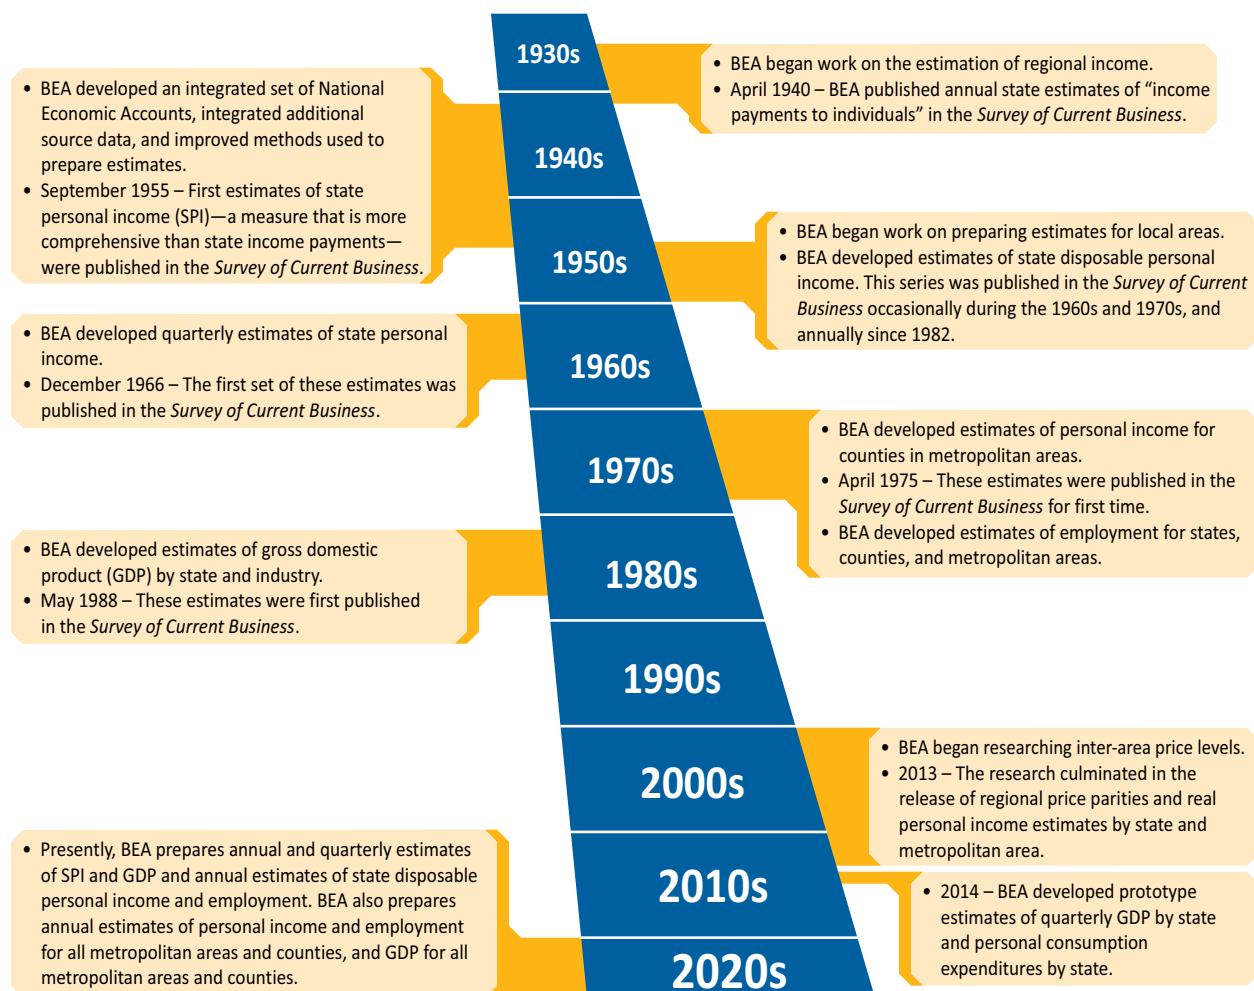 1930s
• BEA began work on the estimation of regional income.
• April 1940 – BEA published annual state estimates of “income
payments to individuals” in the Survey of Current Business.
• BEA developed an integrated set of National
Economic Accounts, integrated additional
source data, and improved methods used to
prepare estimates.
• September 1955 – First estimates of state
personal income (SPI)—a measure that is more
comprehensive than state income payments—
were published in the Survey of Current Business.
1940s
1950s
• BEA began work on preparing estimates for local areas.
• BEA developed estimates of state disposable personal
income. This series was published in the Survey of Current
Business occasionally during the 1960s and 1970s, and
annually since 1982.
• BEA developed quarterly estimates of state personal
income.
• December 1966 – The first set of these estimates was
published in the Survey of Current Business.
1960s
1970s
• BEA developed estimates of personal income for
counties in metropolitan areas.
• April 1975 – These estimates were published in the
Survey of Current Business for first time.
• BEA developed estimates of employment for states,
counties, and metropolitan areas.
• BEA developed estimates of gross domestic
product (GDP) by state and industry.
• May 1988 – These estimates were first published
in the Survey of Current Business.
1980s
1990s
2000s
• BEA began researching inter-area price levels.
• 2013 – The research culminated in the
release of regional price parities and real
personal income estimates by state and
metropolitan area.
2010s
• 2014 – BEA developed prototype
estimates of quarterly GDP by state
and personal consumption
expenditures by state.
• Presently, BEA prepares annual and quarterly estimates
of SPI and GDP and annual estimates of state disposable
personal income and employment. BEA also prepares
annual estimates of personal income and employment
for all metropolitan areas and counties, and GDP for all
metropolitan areas and counties.
2020s